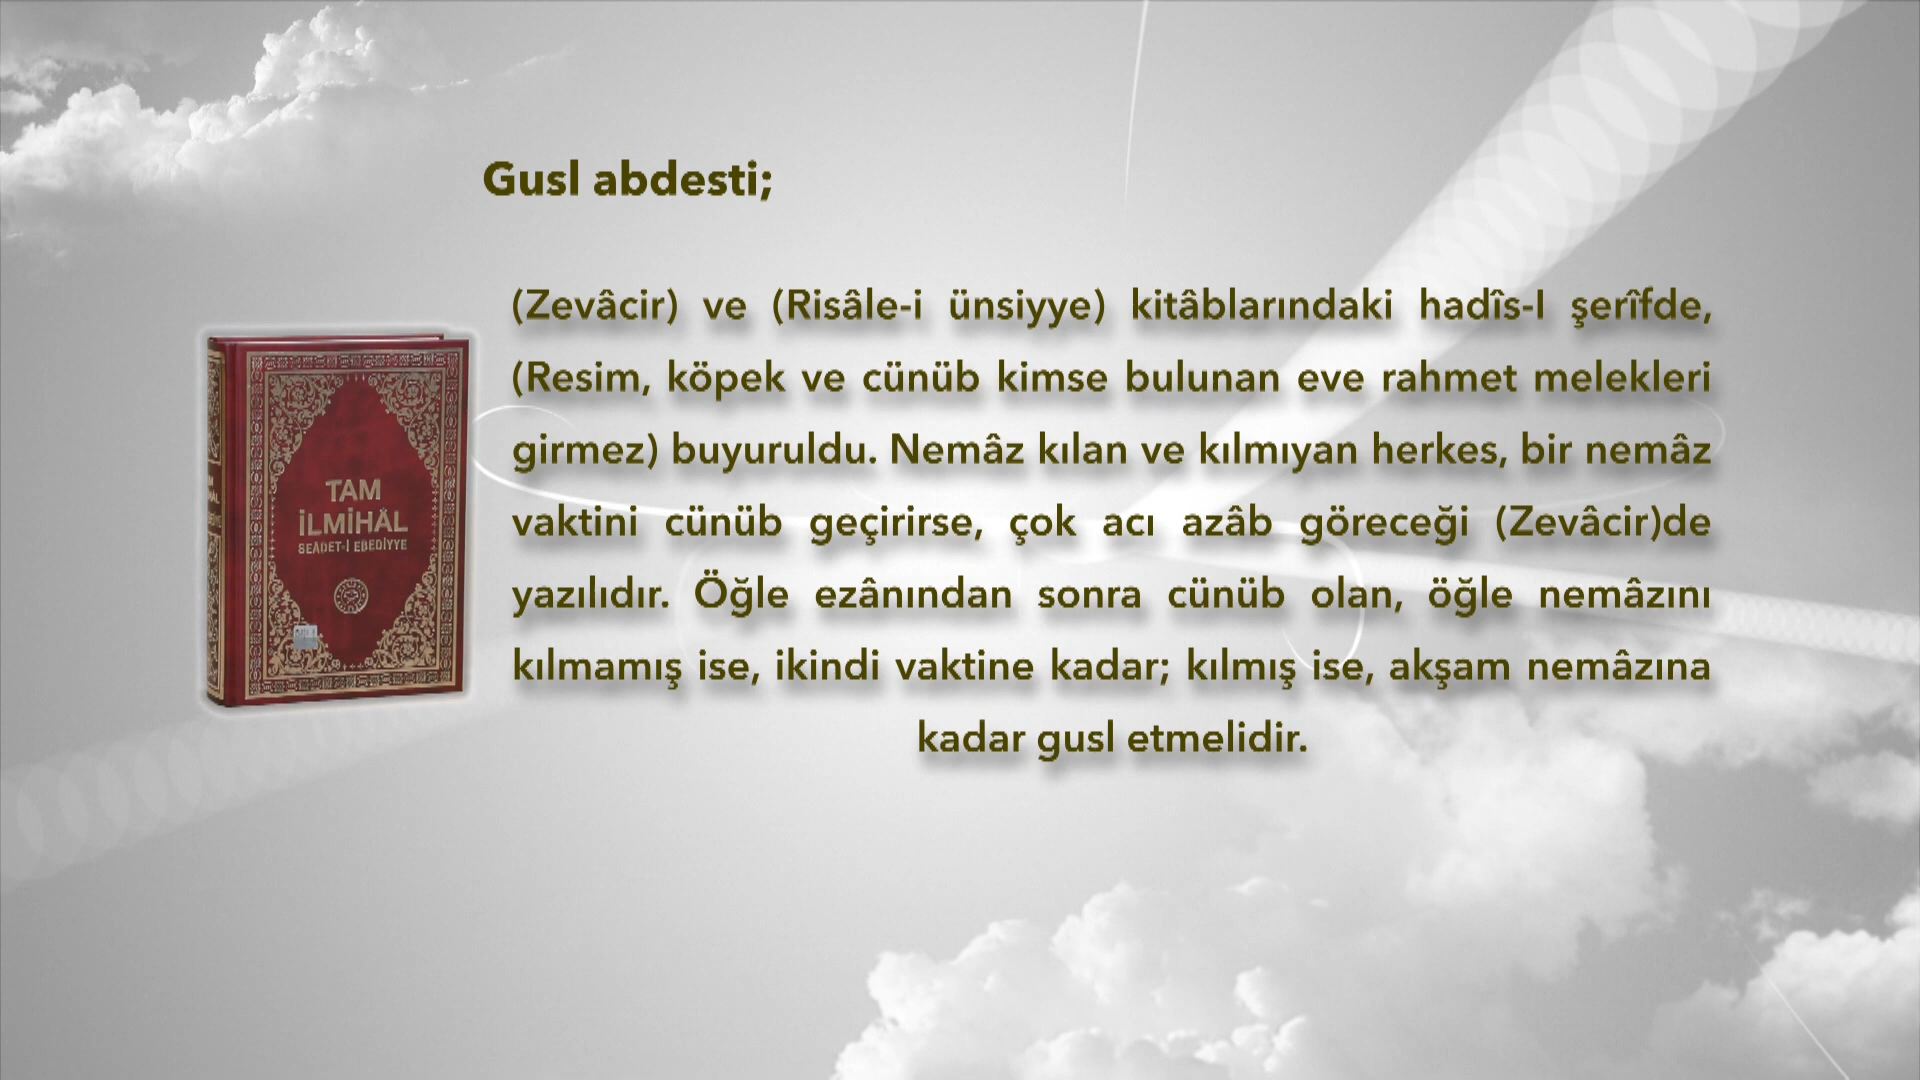 Gusl abdesti;
(Zevâcir) ve (Risâle-i ünsiyye) kitâblarındaki hadîs-I şerîfde,
(Resim, köpek ve cünüb kimse bulunan eve rahmet melekleri
girmez) buyuruldu. Nemâz kılan ve kılmıyan herkes, bir nemâz
vaktini cünüb geçirirse, çok acı azâb göreceği (Zevâcir)de
yazılıdır. Öğle ezânından sonra cünüb olan, öğle nemâzını
kılmamış ise, ikindi vaktine kadar; kılmış ise, akşam nemâzına
kadar gusl etmelidir.
TAM
İLMİHÂL
SEÂDET-İ EBEDİYYE